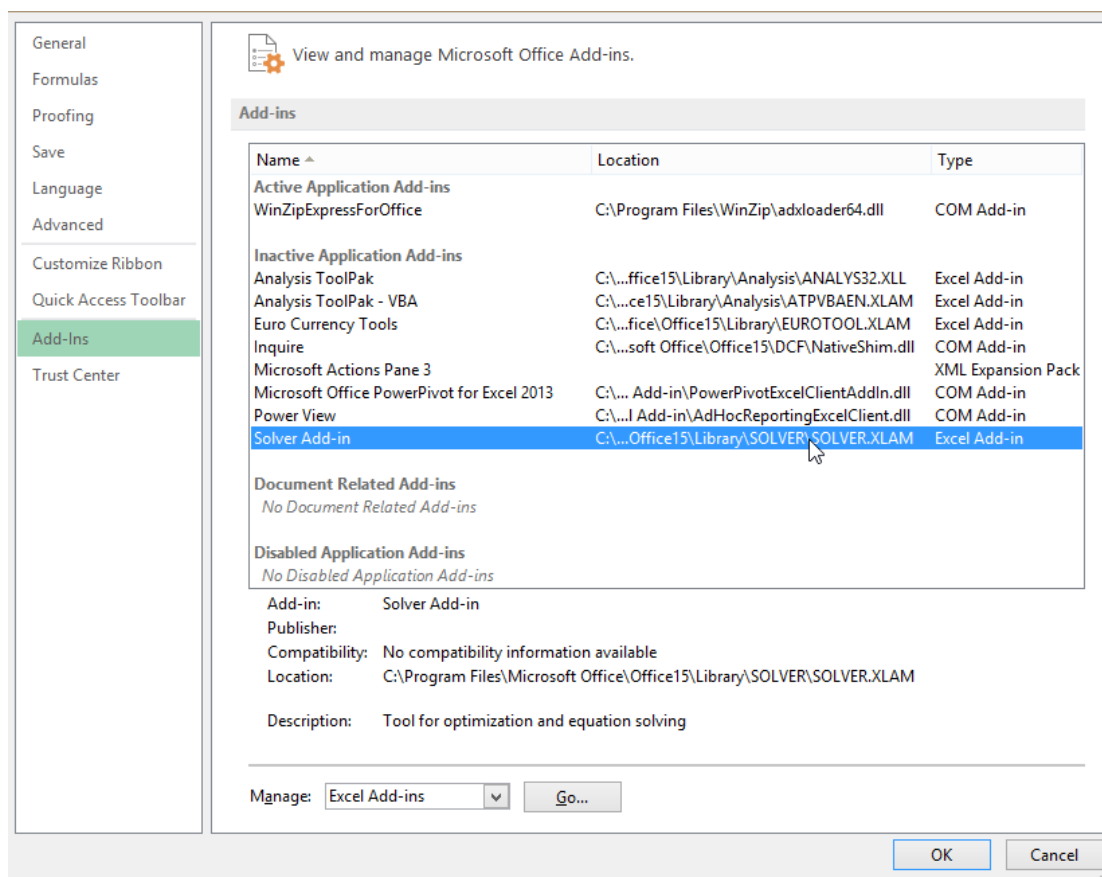 General
Formulas
Proofing
Save
Language
Advanced
Customize Ribbon
Quick Access Toolbar
Add-Ins
Trust Center
View and manage Microsoft Office Add-ins.
Add-ins
Name Location Type
Active Application Add-ins
WinZipExpressForOffice C:\Program Files\WinZip\adxloader64.dll COM Add-in
Inactive Application Add-ins
Analysis ToolPak C:\...ffice15\Library\Analysis\ANALYS32.XLL Excel Add-in
Analysis ToolPak - VBA C:\...ce15\Library\Analysis\ATPVBAEN.XLAM Excel Add-in
Euro Currency Tools C:\...fice\Office15\Library\EUROTOOL.XLAM Excel Add-in
Inquire C:\...soft Office\Office15\DCF\NativeShim.dll COM Add-in
Microsoft Actions Pane 3 XML Expansion Pack
Microsoft Office PowerPivot for Excel 2013 C:\... Add-in\PowerPivotExcelClientAddIn.dll COM Add-in
Power View C:\...l Add-in\AdHocReportingExcelClient.dll COM Add-in
Solver Add-in C:\...Office15\Library\SOLVER\SOLVER.XLAM Excel Add-in
Document Related Add-ins
No Document Related Add-ins
Disabled Application Add-ins
No Disabled Application Add-ins
Add-in: Solver Add-in
Publisher:
Compatibility: No compatibility information available
Location: C:\Program Files\Microsoft Office\Office15\Library\SOLVER\SOLVER.XLAM
Description: Tool for optimization and equation solving
Manage: Excel Add-ins Go...
OK Cancel